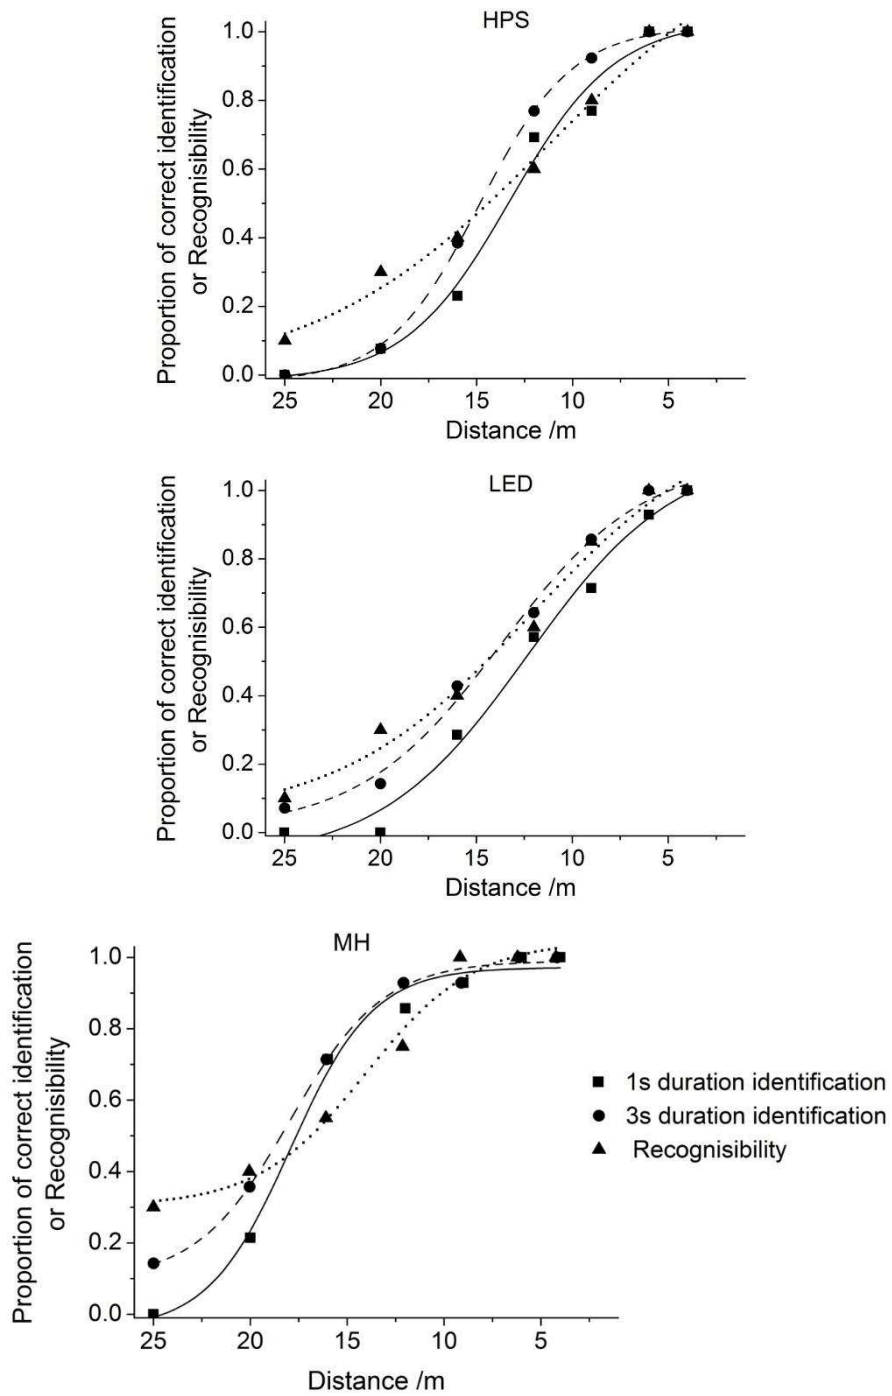 HPS
Proportion of correct identification
or Recognisibility
1.0
0.8
0.6
0.4
0.2
0.0
25 20 15 10 5
Distance /m
LED
Proportion of correct identification
or Recognisibility
1.0
0.8
0.6
0.4
0.2
0.0
25 20 15 10 5
Distance /m
MH
Proportion of correct identification
or Recognisibility
1.0
0.8
0.6
0.4
0.2
0.0
25 20 15 10 5
Distance /m
1s duration identification
3s duration identification
Recognisibility